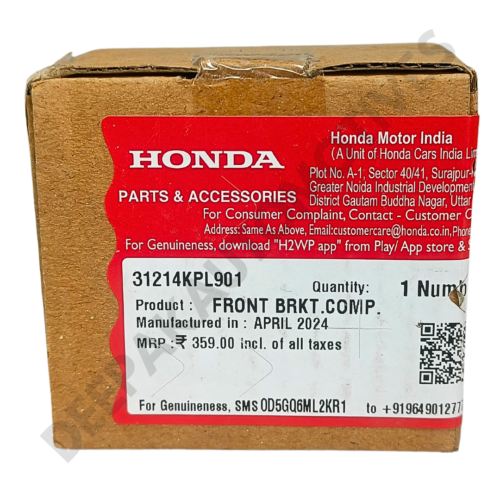 HONDA
PARTS & ACCESSORIES
Honda Motor India
(A Unit of Honda Cars India Lim
Plot No. A-1, Sector 40/41, Surajpur-
Greater Noida Industrial Development
District Gautam Buddha Nagar, Uttar
For Consumer Complaint, Contact - Customer C
Address: Same As Above, Email:customercare@honda.co.in, Phone
For Genuineness, download "H2WP app" from Play/ App store & S
31214KPL901
Quantity: 1 Numb
Product : FRONT BRKT.COMP.
Manufactured in : APRIL 2024
MRP : ₹ 359.00 incl. of all taxes
For Genuineness, SMS OD5GQ6ML2KR1 to +919649012777
DEEPAK AUTOMOTIVES